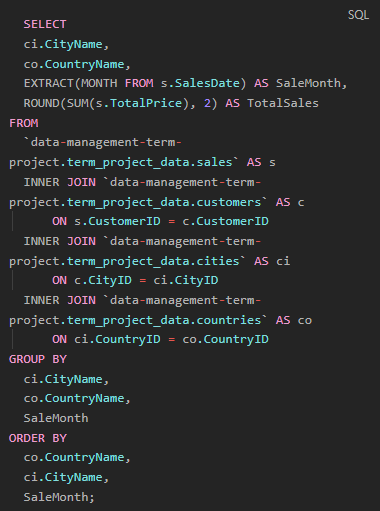 SQL
SELECT
ci.CityName,
co.CountryName,
EXTRACT(MONTH FROM s.SalesDate) AS SaleMonth,
ROUND(SUM(s.TotalPrice), 2) AS TotalSales
FROM
`data-management-term-
project.term_project_data.sales` AS s
INNER JOIN `data-management-term-
project.term_project_data.customers` AS c
ON s.CustomerID = c.CustomerID
INNER JOIN `data-management-term-
project.term_project_data.cities` AS ci
ON c.CityID = ci.CityID
INNER JOIN `data-management-term-
project.term_project_data.countries` AS co
ON ci.CountryID = co.CountryID
GROUP BY
ci.CityName,
co.CountryName,
SaleMonth
ORDER BY
co.CountryName,
ci.CityName,
SaleMonth;